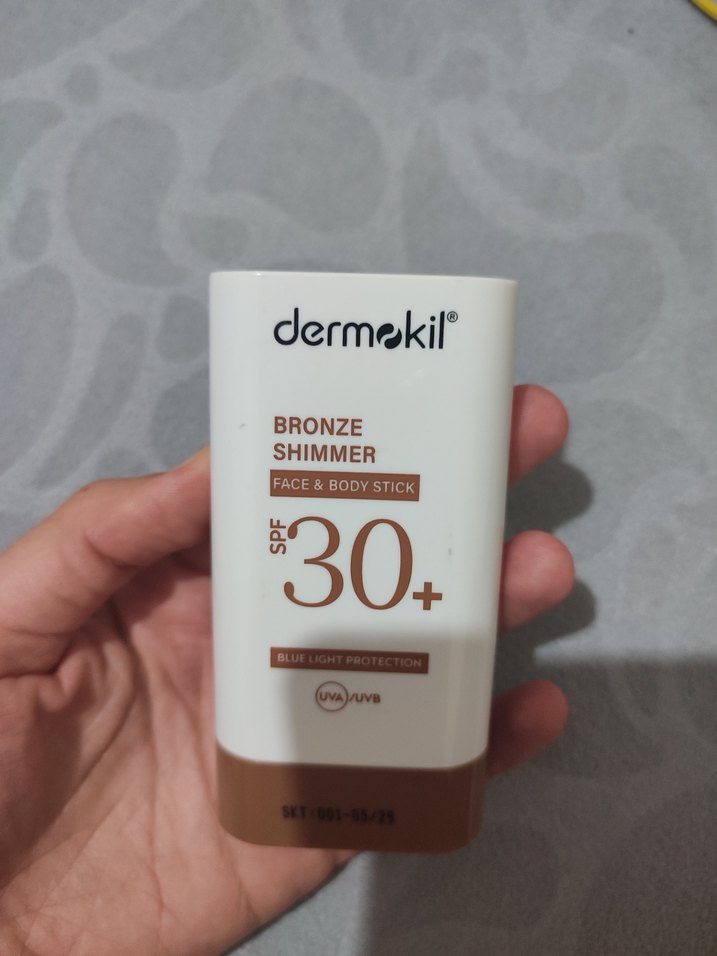 dermokil®
BRONZE
SHIMMER
FACE & BODY STICK
SPF 30+
BLUE LIGHT PROTECTION
UVA/UVB
SKT:001-05/29